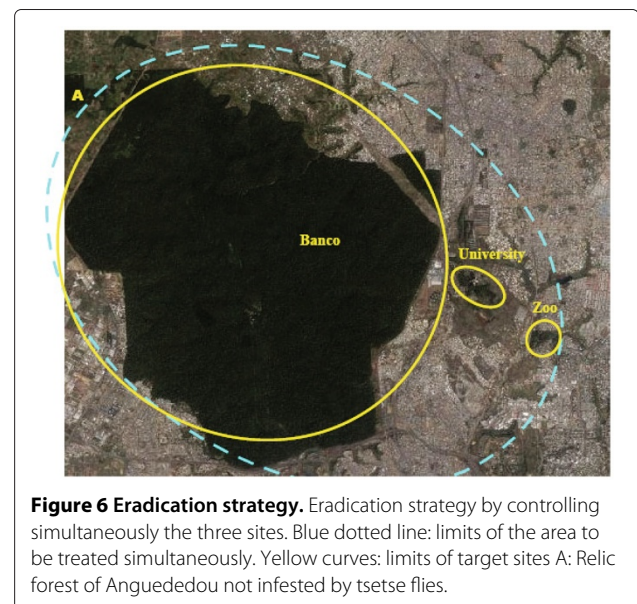 A
Banco
University
Zoo
Figure 6 Eradication strategy. Eradication strategy by controlling
simultaneously the three sites. Blue dotted line: limits of the area to
be treated simultaneously. Yellow curves: limits of target sites A: Relic
forest of Anguededou not infested by tsetse flies.